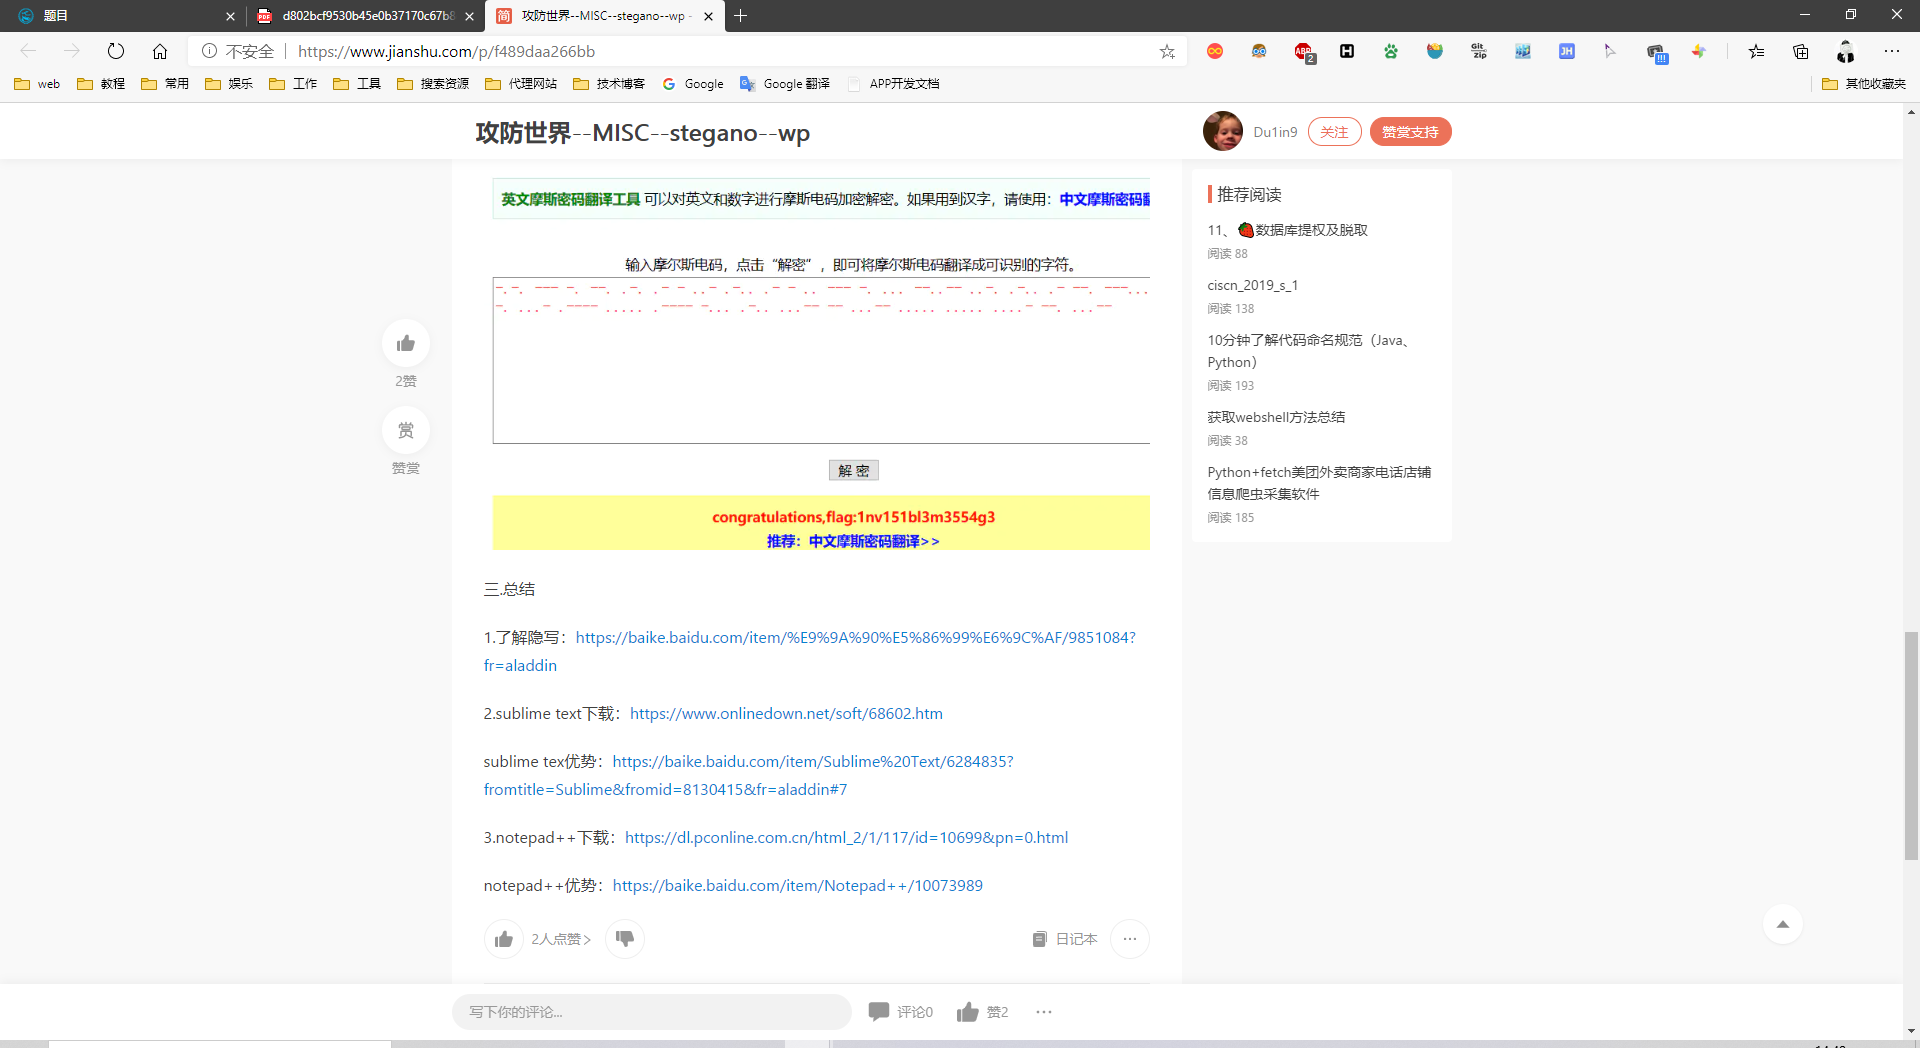 题目
d802bcf9530b45e0b37170c67b8
攻防世界--MISC--stegano--wp -
不安全
https://www.jianshu.com/p/f489daa266bb
web
教程
常用
娱乐
工作
工具
搜索资源
代理网站
技术博客
Google
Google 翻译
APP开发文档
其他收藏夹
攻防世界--MISC--stegano--wp
Du1in9
关注
赞赏支持
英文摩斯密码翻译工具 可以对英文和数字进行摩斯电码加密解密。如果用到汉字，请使用：中文摩斯密码翻
输入摩尔斯电码，点击“解密”，即可将摩尔斯电码翻译成可识别的字符。
解 密
congratulations,flag:1nv151bl3m3554g3
推荐：中文摩斯密码翻译>>
2赞
赏
赞赏
三.总结
1.了解隐写：https://baike.baidu.com/item/%E9%9A%90%E5%86%99%E6%9C%AF/9851084?
fr=aladdin
2.sublime text下载：https://www.onlinedown.net/soft/68602.htm
sublime tex优势：https://baike.baidu.com/item/Sublime%20Text/6284835?
fromtitle=Sublime&fromid=8130415&fr=aladdin#7
3.notepad++下载：https://dl.pconline.com.cn/html_2/1/117/id=10699&pn=0.html
notepad++优势：https://baike.baidu.com/item/Notepad++/10073989
2人点赞>
日记本
推荐阅读
11、🍓数据库提权及脱取
阅读 88
ciscn_2019_s_1
阅读 138
10分钟了解代码命名规范（Java、
Python）
阅读 193
获取webshell方法总结
阅读 38
Python+fetch美团外卖商家电话店铺
信息爬虫采集软件
阅读 185
写下你的评论...
评论0
赞2